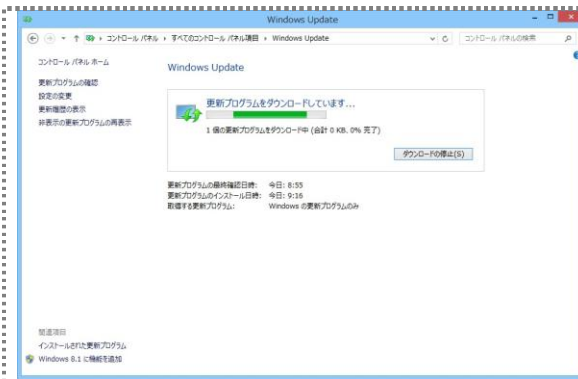 Windows Update
コントロール パネル › すべてのコントロール パネル項目 › Windows Update
コントロール パネルの検索
コントロール パネル ホーム
更新プログラムの確認
設定の変更
更新履歴の表示
非表示の更新プログラムの再表示
Windows Update
更新プログラムをダウンロードしています...
1 個の更新プログラムをダウンロード中 (合計 0 KB、0% 完了)
ダウンロードの停止(S)
更新プログラムの最終確認日時: 今日: 8:55
更新プログラムのインストール日時: 今日: 9:16
取得する更新プログラム: Windows の更新プログラムのみ
関連項目
インストールされた更新プログラム
Windows 8.1 に機能を追加